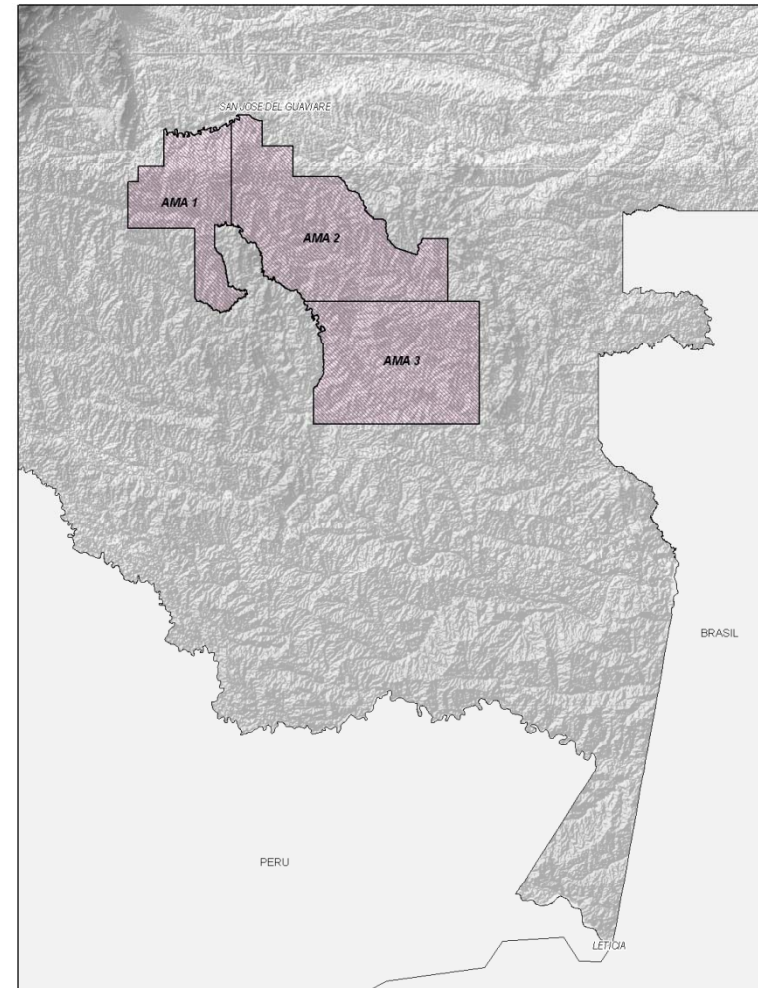 SAN JOSE DEL GUAVIARE
AMA 1
AMA 2
AMA 3
BRASIL
PERU
LETICIA